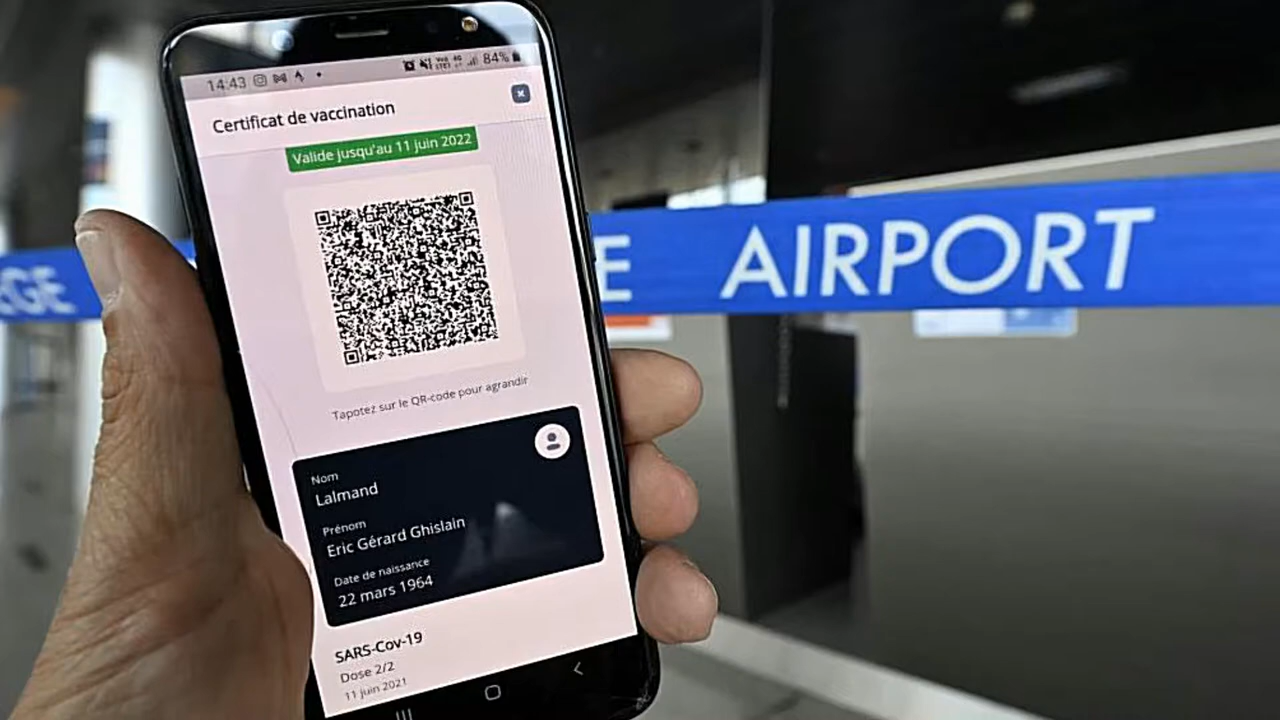 14:43
84%
Certificat de vaccination
Valide jusqu'au 11 juin 2022
Tapotez sur le QR-code pour agrandir
Nom
Lalmand
Prénom
Eric Gérard Ghislain
Date de naissance
22 mars 1964
SARS-Cov-19
Dose 2/2
11 juin 2021
EGE
E AIRPORT